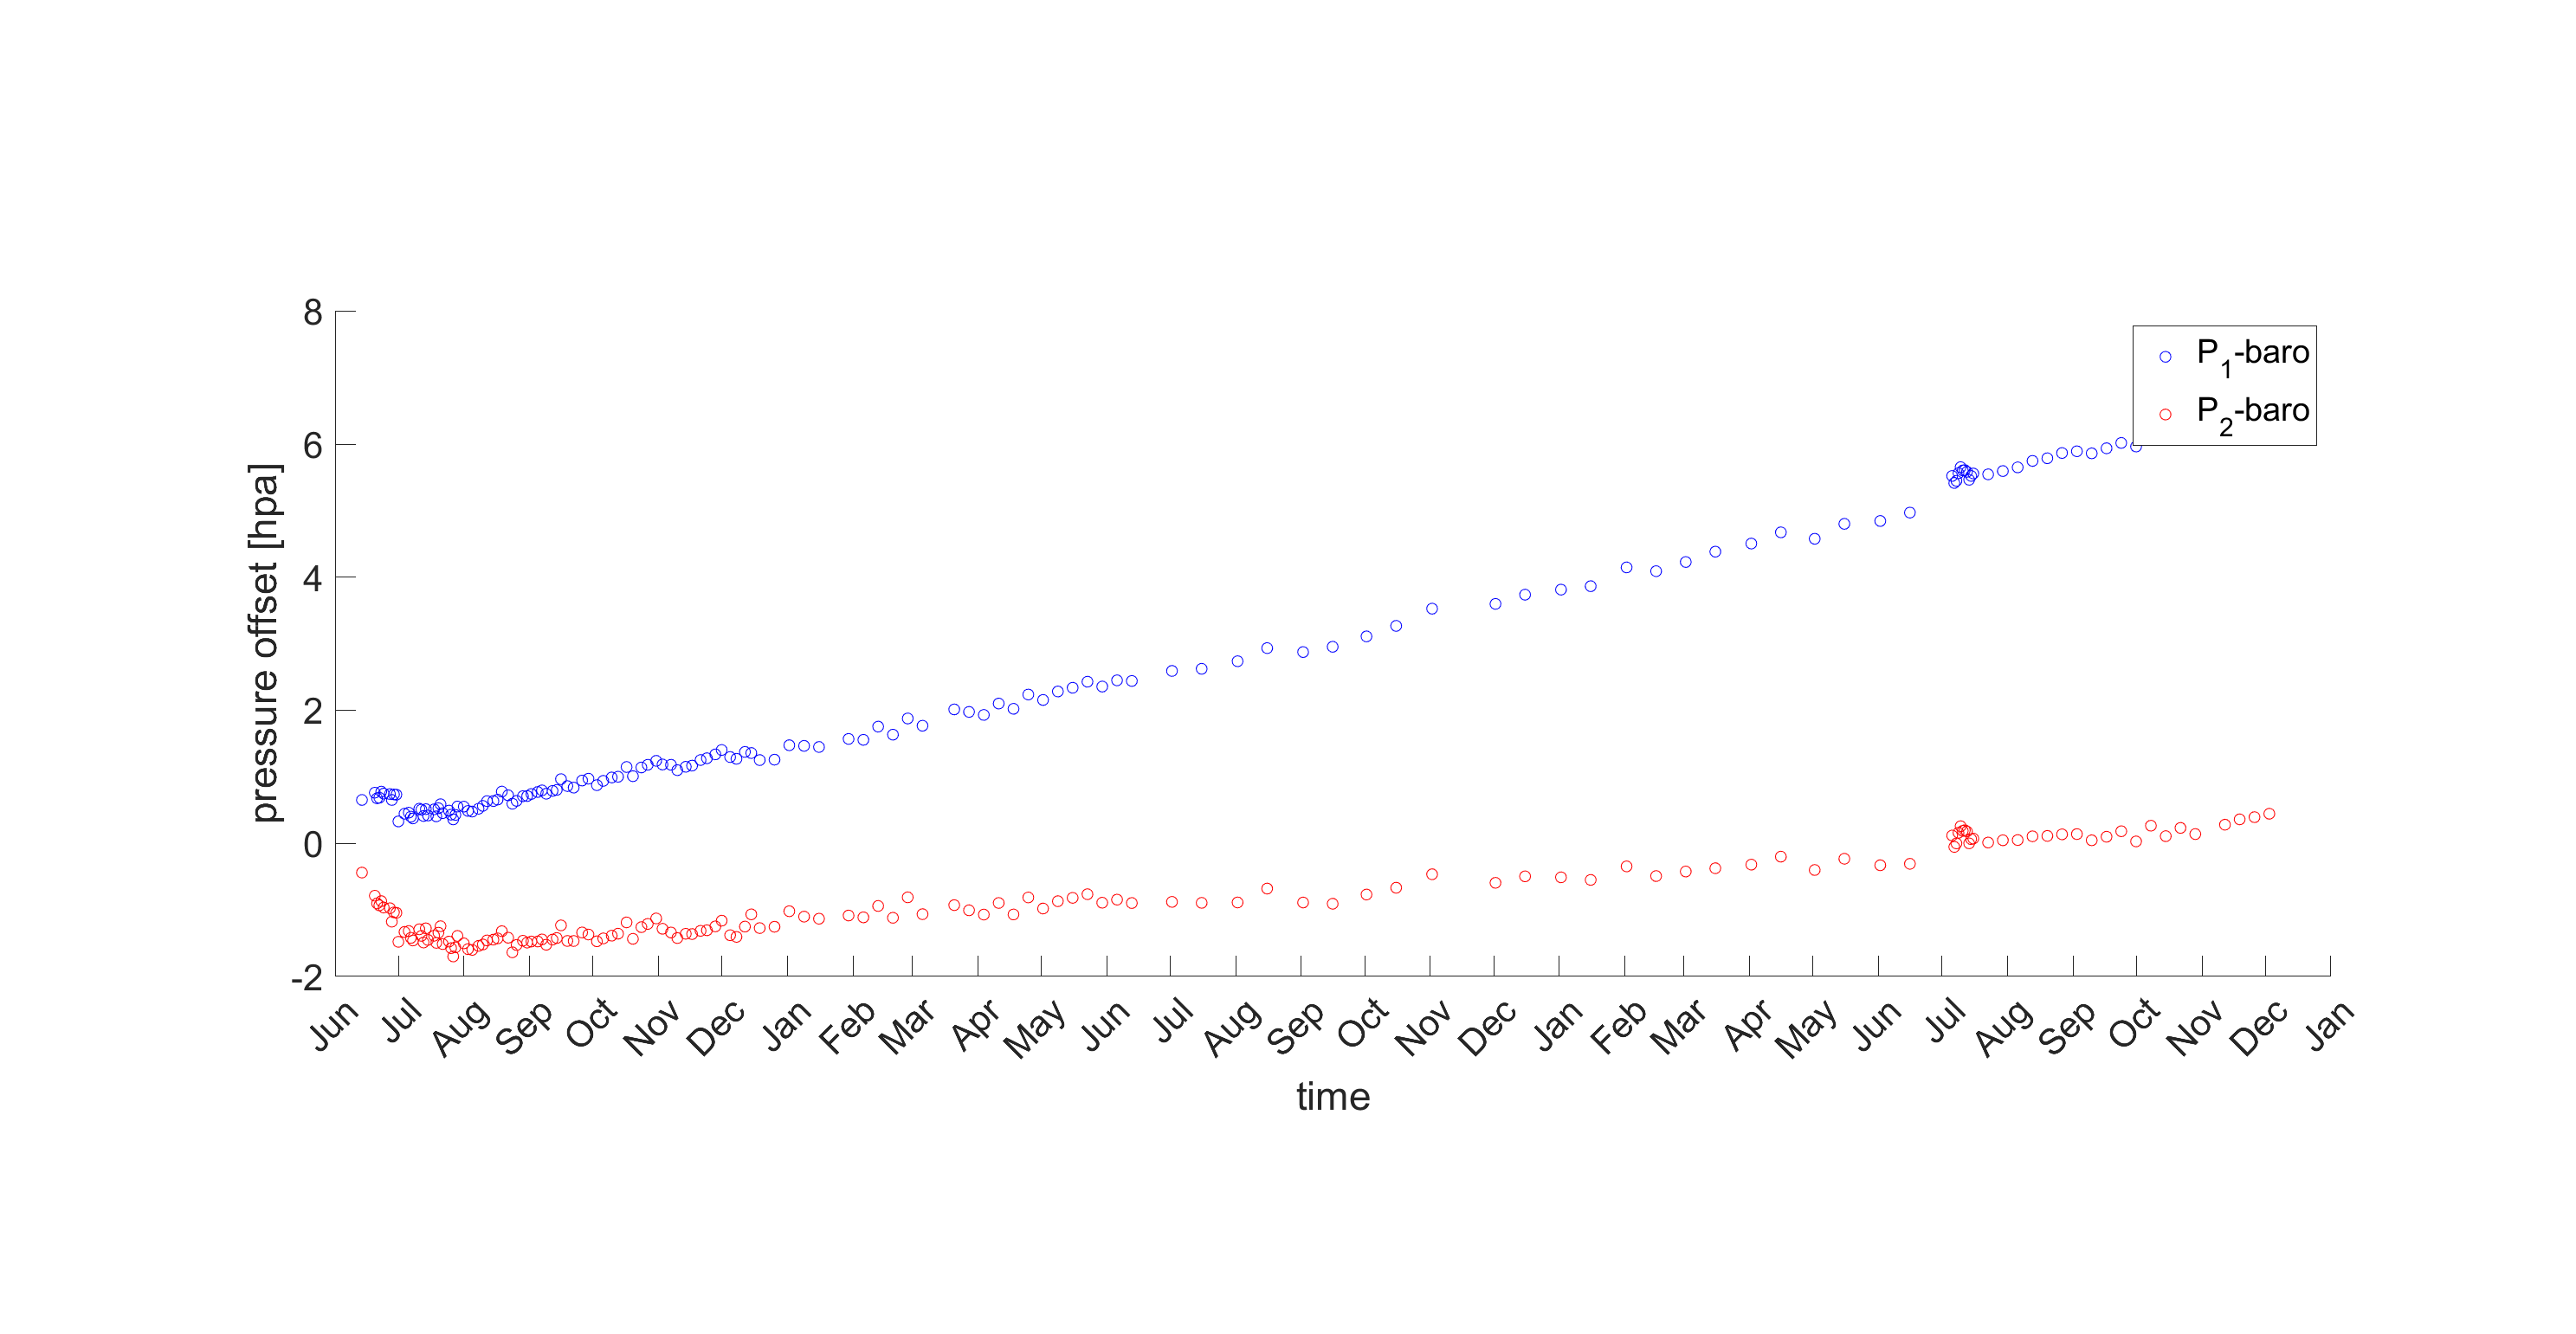 8
6
4
2
0
-2
pressure offset [hpa]
P1-baro
P2-baro
Jun Jul Aug Sep Oct Nov Dec Jan Feb Mar Apr May Jun Jul Aug Sep Oct Nov Dec Jan Feb Mar Apr May Jun Jul Aug Sep Oct Nov Dec Jan
time